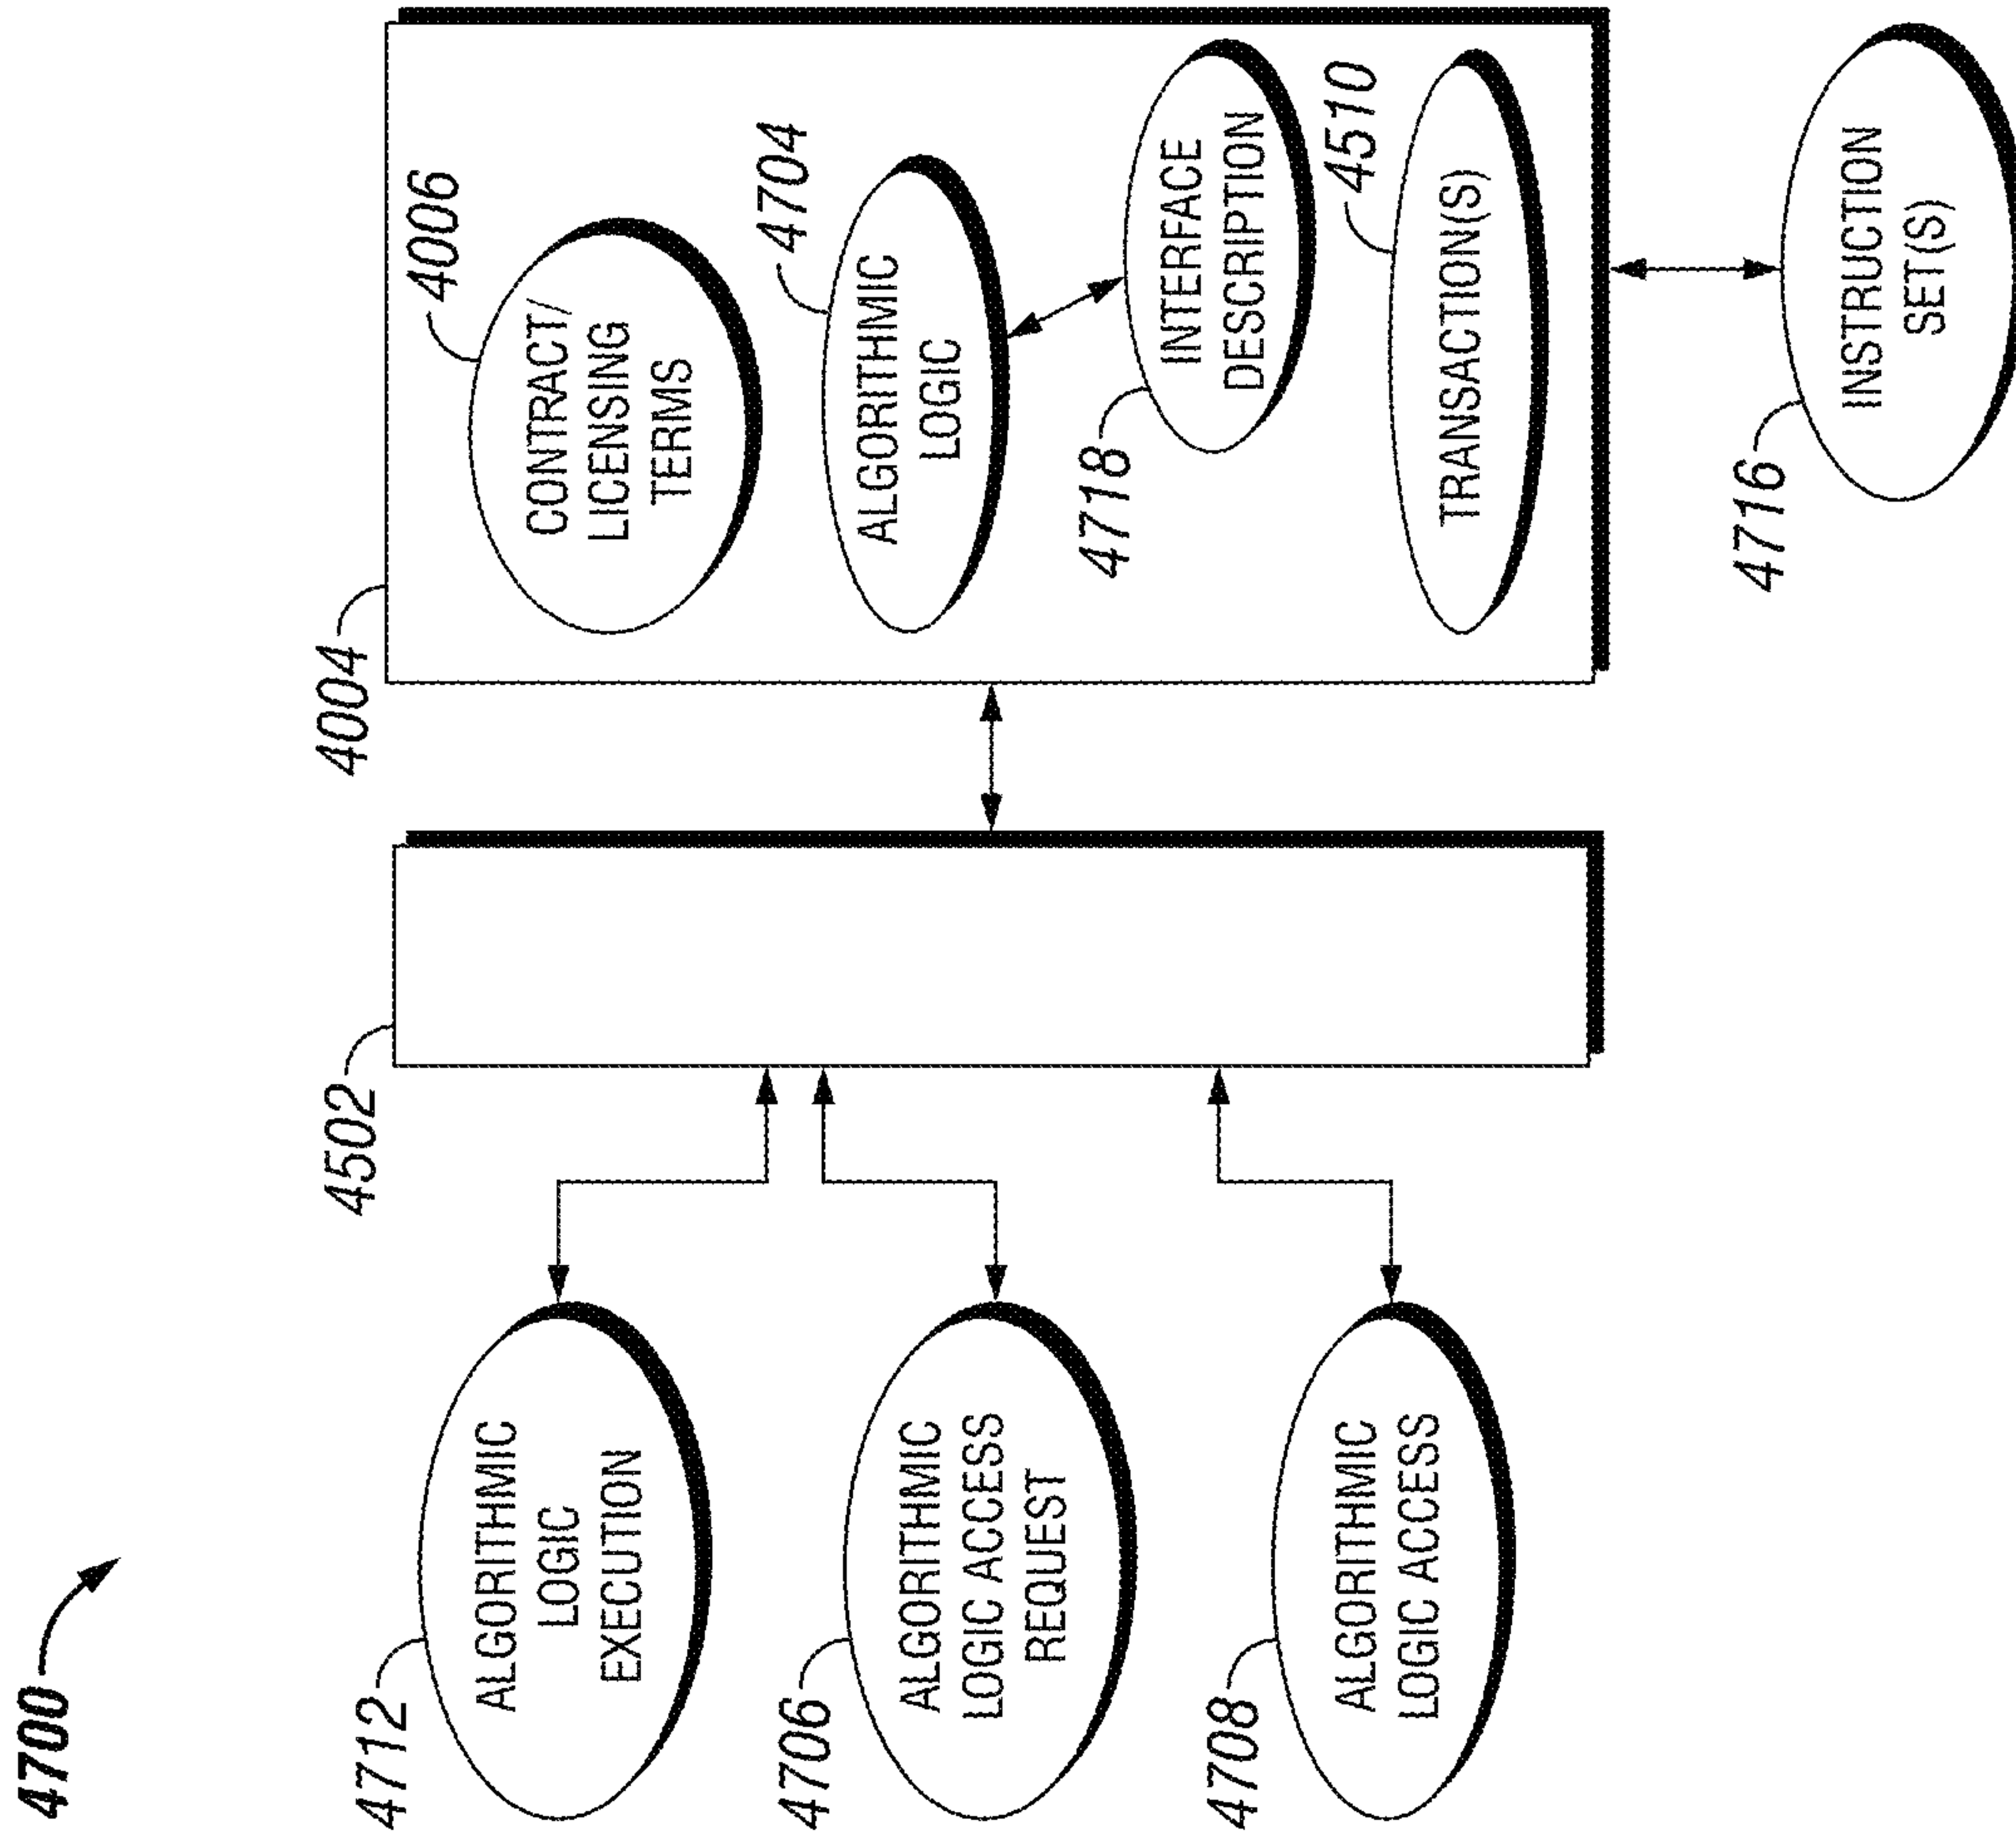 4700
4712
ALGORITHMIC
LOGIC
EXECUTION
4706
ALGORITHMIC
LOGIC ACCESS
REQUEST
4708
ALGORITHMIC
LOGIC ACCESS
4502
4004
4006
CONTRACT/
LICENSING
TERMS
4704
ALGORITHMIC
LOGIC
4718
INTERFACE
DESCRIPTION
4510
TRANSACTION(S)
4716
INSTRUCTION
SET(S)